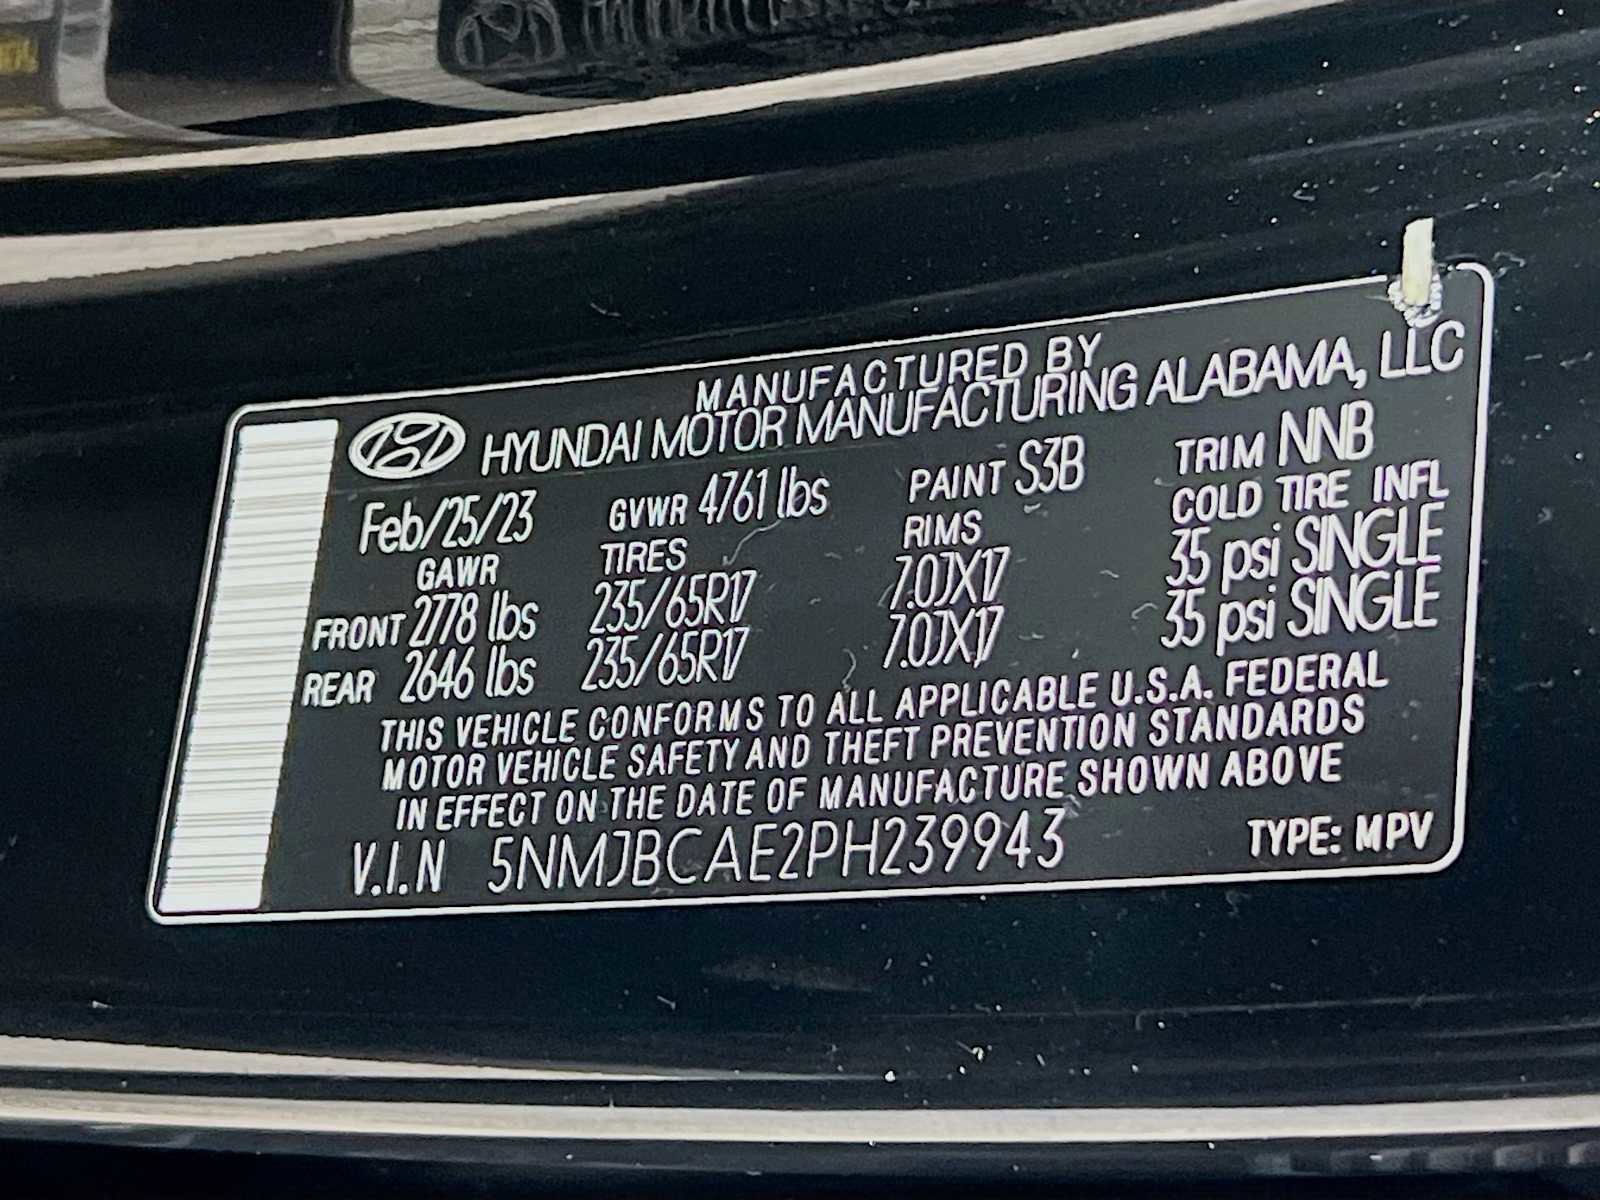 MANUFACTURED BY
HYUNDAI MOTOR MANUFACTURING ALABAMA, LLC
Feb/25/23 GVWR 4761 lbs PAINT S3B TRIM NNB
GAWR TIRES RIMS COLD TIRE INFL
FRONT 2778 lbs 235/65R17 7.0JX17 35 psi SINGLE
REAR 2646 lbs 235/65R17 7.0JX17 35 psi SINGLE
THIS VEHICLE CONFORMS TO ALL APPLICABLE U.S.A. FEDERAL
MOTOR VEHICLE SAFETY AND THEFT PREVENTION STANDARDS
IN EFFECT ON THE DATE OF MANUFACTURE SHOWN ABOVE
V.I.N 5NMJBCAE2PH239943 TYPE: MPV